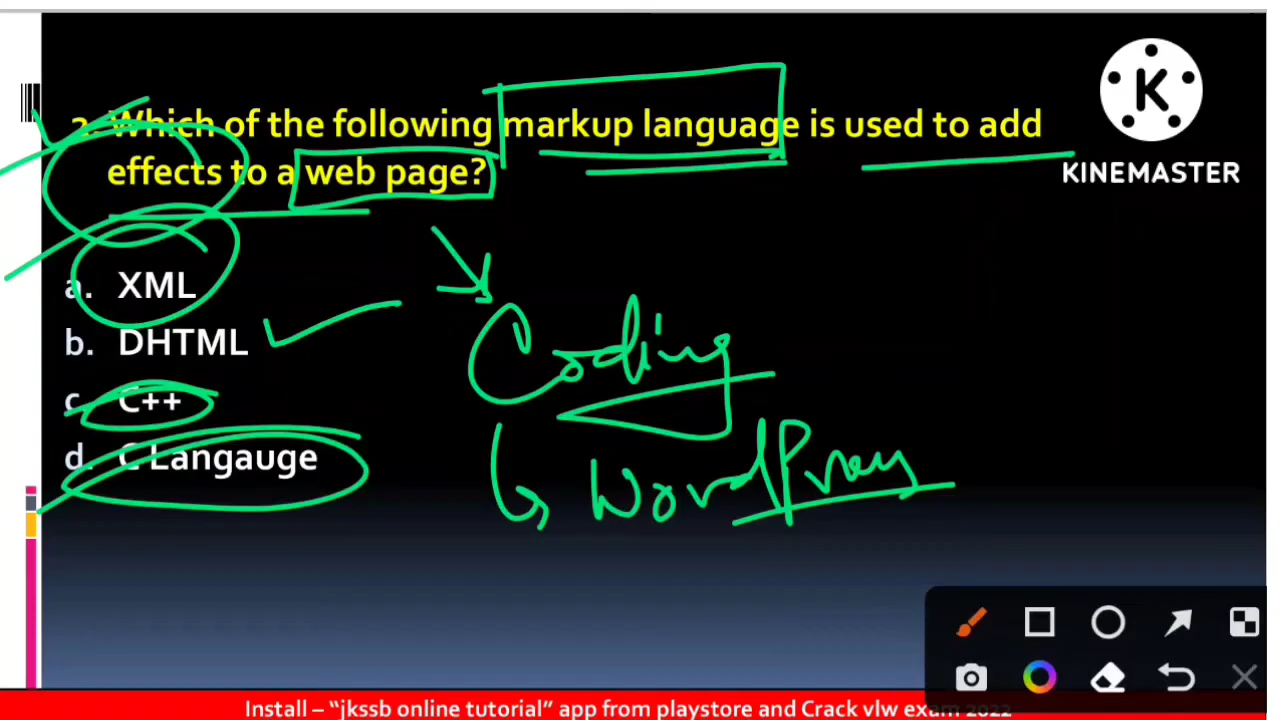 2. Which of the following markup language is used to add
effects to a web page?
KINEMASTER
a. XML
b. DHTML
c. C++
d. C Langauge
Coding
WordPress
Install – “jkssb online tutorial” app from playstore and Crack vlw exam 2022